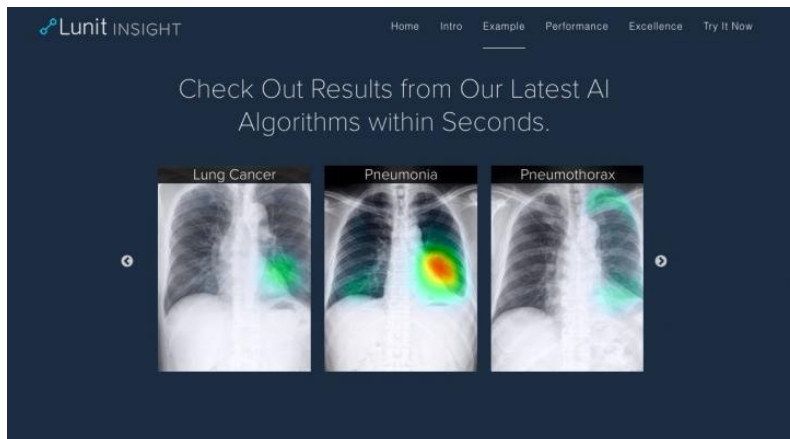 Lunit INSIGHT
Home Intro Example Performance Excellence Try It Now
Check Out Results from Our Latest AI
Algorithms within Seconds.
Lung Cancer Pneumonia Pneumothorax